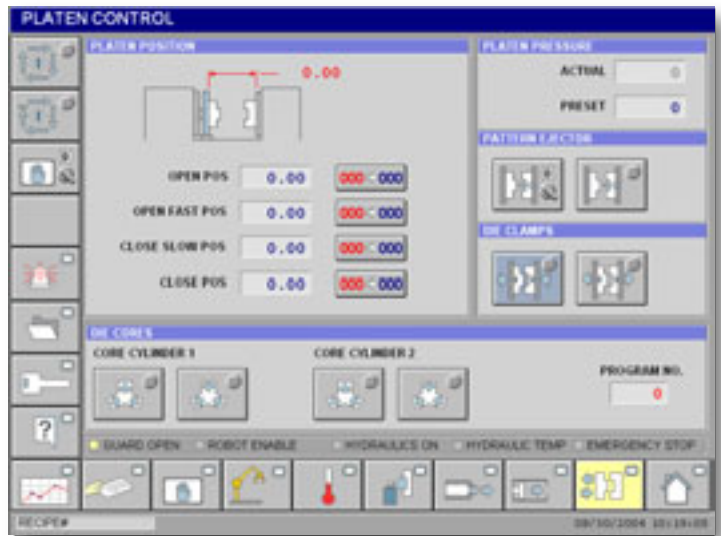 PLATEN CONTROL
PLATEN POSITION
0.00
OPEN POS 0.00 000 < 000
OPEN FAST POS 0.00 000 < 000
CLOSE SLOW POS 0.00 000 < 000
CLOSE POS 0.00 000 < 000
PLATEN PRESSURE
ACTUAL 0
PRESET 0
PATTERN EJECTOR
DIE CLAMPS
DIE CORES
CORE CYLINDER 1 CORE CYLINDER 2
PROGRAM NO.
0
GUARD OPEN ROBOT ENABLE HYDRAULICS ON HYDRAULIC TEMP EMERGENCY STOP
RECIPE#